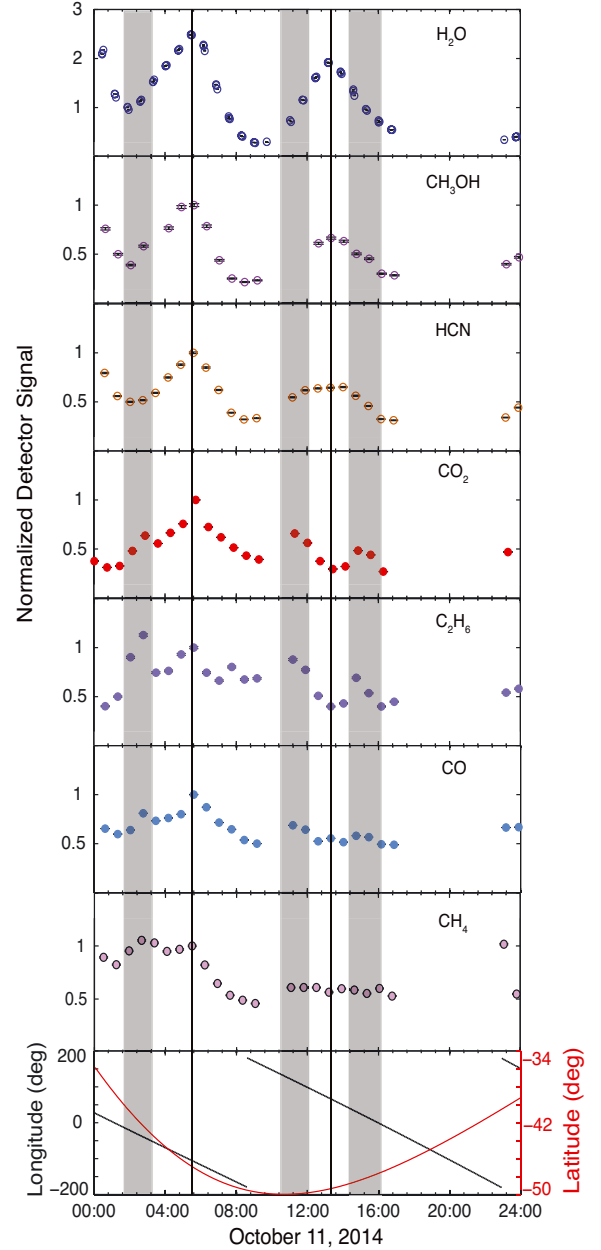 3
2
1
H₂O
1
0.5
CH₃OH
1
0.5
HCN
1
0.5
CO₂
1
0.5
C₂H₆
1
0.5
CO
1
0.5
CH₄
Normalized Detector Signal
200
0
−200
Longitude (deg)
−34
−42
−50
Latitude (deg)
00:00 04:00 08:00 12:00 16:00 20:00 24:00
October 11, 2014